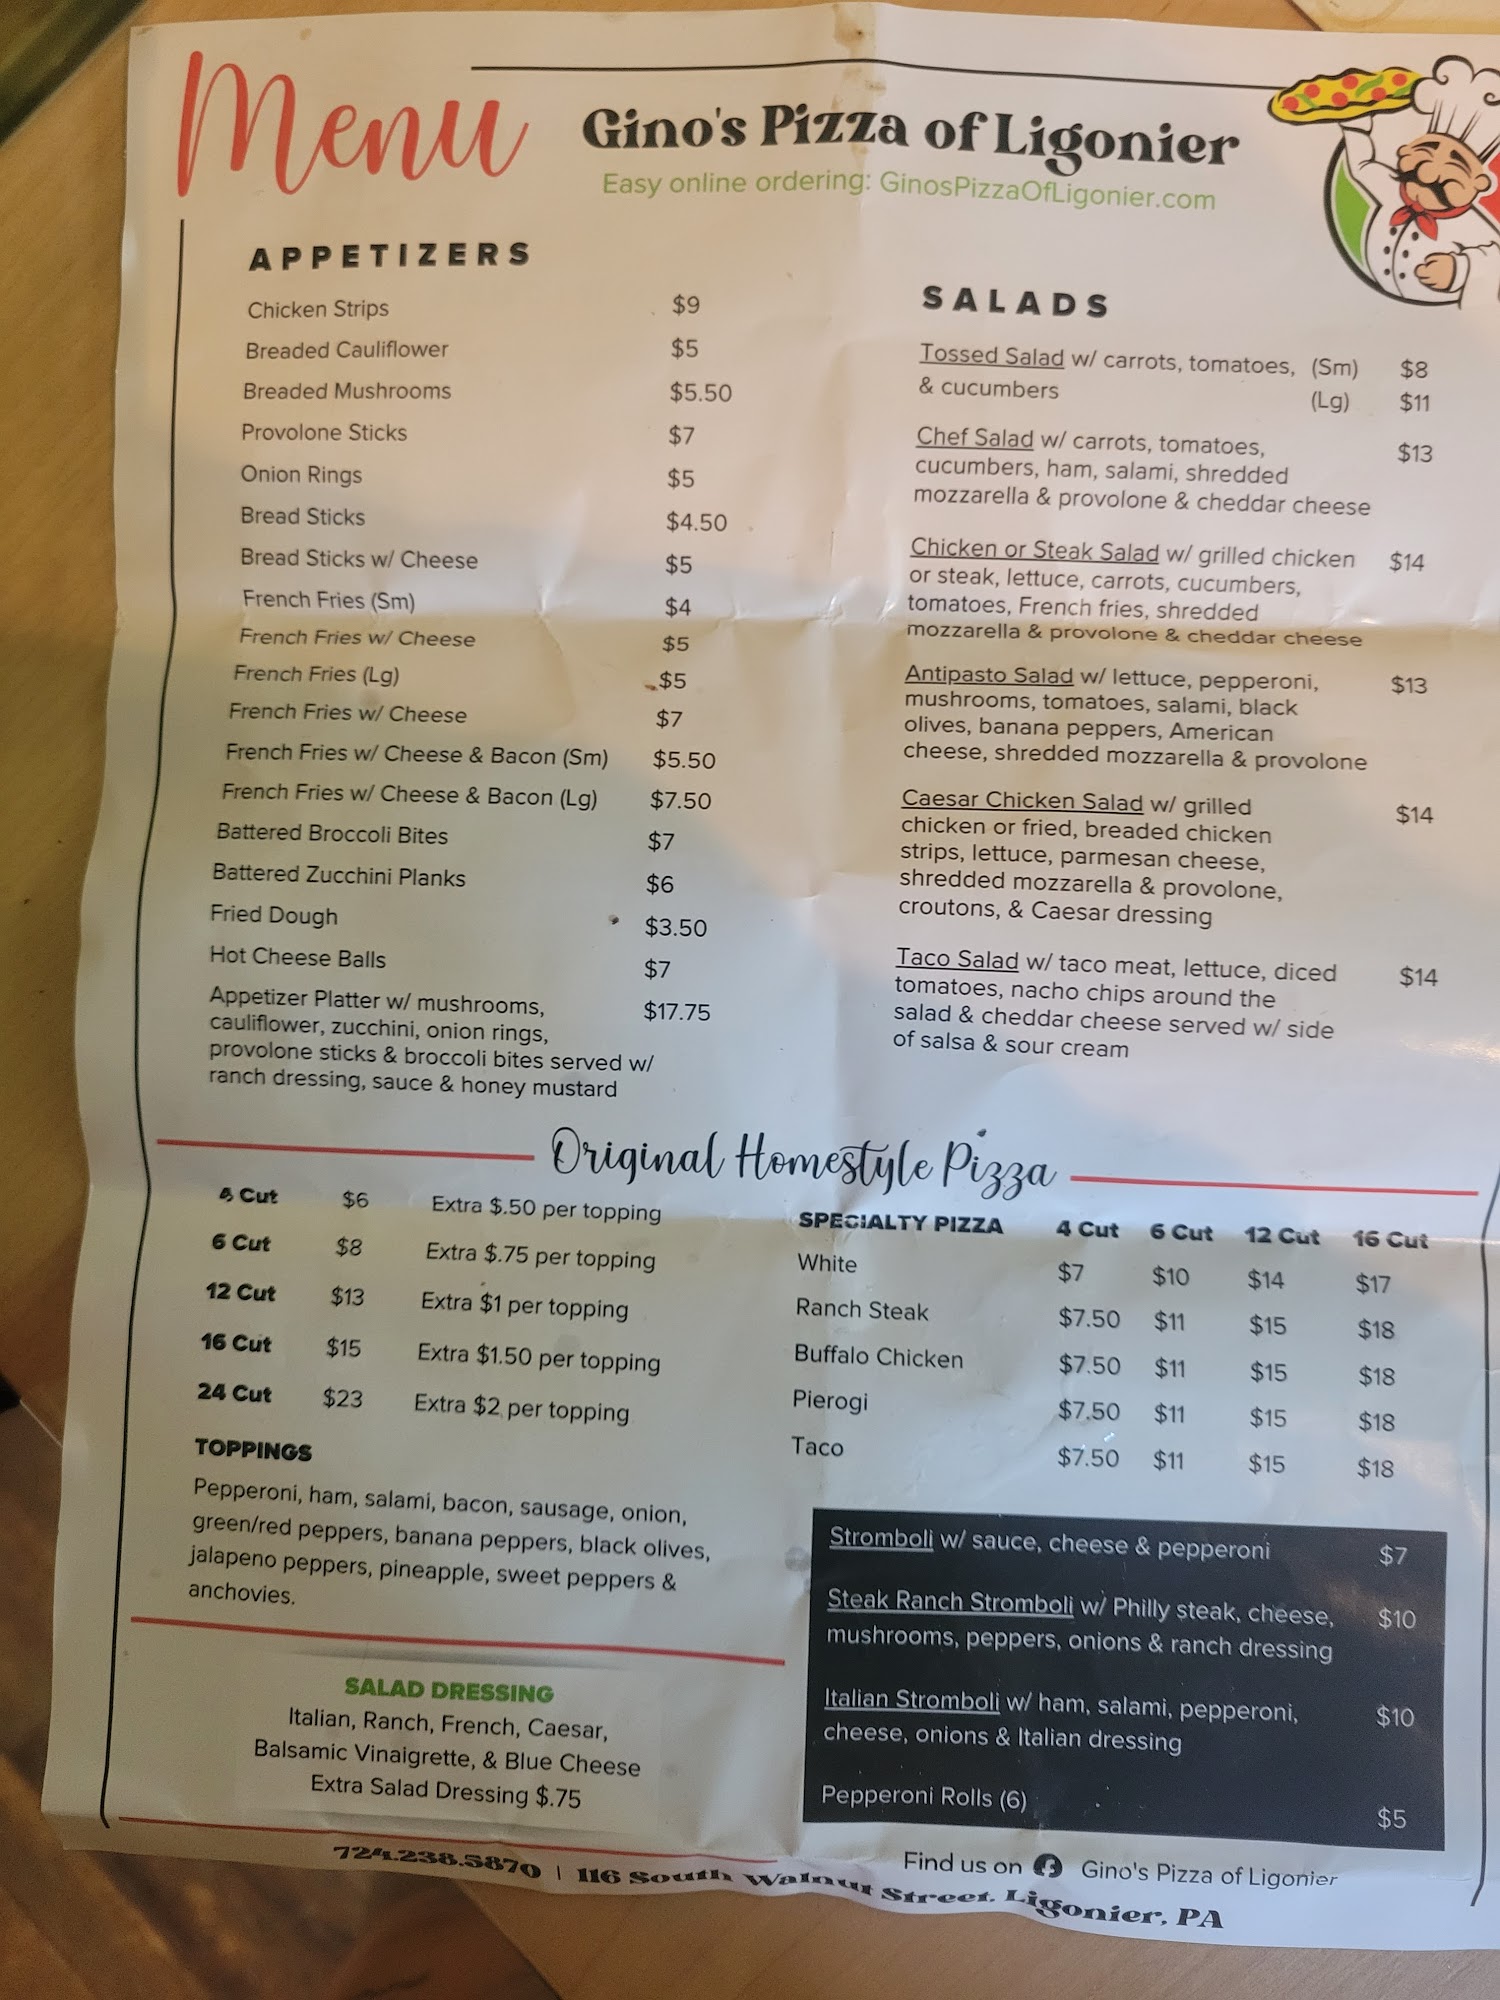 Menu
Gino's Pizza of Ligonier
Easy online ordering: GinosPizzaOfLigonier.com
APPETIZERS
Chicken Strips $9
Breaded Cauliflower $5
Breaded Mushrooms $5.50
Provolone Sticks $7
Onion Rings $5
Bread Sticks $4.50
Bread Sticks w/ Cheese $5
French Fries (Sm) $4
French Fries w/ Cheese $5
French Fries (Lg) $5
French Fries w/ Cheese $7
French Fries w/ Cheese & Bacon (Sm) $5.50
French Fries w/ Cheese & Bacon (Lg) $7.50
Battered Broccoli Bites $7
Battered Zucchini Planks $6
Fried Dough $3.50
Hot Cheese Balls $7
Appetizer Platter w/ mushrooms, $17.75
cauliflower, zucchini, onion rings,
provolone sticks & broccoli bites served w/
ranch dressing, sauce & honey mustard
SALADS
Tossed Salad w/ carrots, tomatoes, (Sm) $8
& cucumbers (Lg) $11
Chef Salad w/ carrots, tomatoes, $13
cucumbers, ham, salami, shredded
mozzarella & provolone & cheddar cheese
Chicken or Steak Salad w/ grilled chicken $14
or steak, lettuce, carrots, cucumbers,
tomatoes, French fries, shredded
mozzarella & provolone & cheddar cheese
Antipasto Salad w/ lettuce, pepperoni, $13
mushrooms, tomatoes, salami, black
olives, banana peppers, American
cheese, shredded mozzarella & provolone
Caesar Chicken Salad w/ grilled $14
chicken or fried, breaded chicken
strips, lettuce, parmesan cheese,
shredded mozzarella & provolone,
croutons, & Caesar dressing
Taco Salad w/ taco meat, lettuce, diced $14
tomatoes, nacho chips around the
salad & cheddar cheese served w/ side
of salsa & sour cream
Original Homestyle Pizza
4 Cut $6 Extra $.50 per topping
6 Cut $8 Extra $.75 per topping
12 Cut $13 Extra $1 per topping
16 Cut $15 Extra $1.50 per topping
24 Cut $23 Extra $2 per topping
TOPPINGS
Pepperoni, ham, salami, bacon, sausage, onion,
green/red peppers, banana peppers, black olives,
jalapeno peppers, pineapple, sweet peppers &
anchovies.
SPECIALTY PIZZA 4 Cut 6 Cut 12 Cut 16 Cut
White $7 $10 $14 $17
Ranch Steak $7.50 $11 $15 $18
Buffalo Chicken $7.50 $11 $15 $18
Pierogi $7.50 $11 $15 $18
Taco $7.50 $11 $15 $18
Stromboli w/ sauce, cheese & pepperoni $7
Steak Ranch Stromboli w/ Philly steak, cheese, $10
mushrooms, peppers, onions & ranch dressing
Italian Stromboli w/ ham, salami, pepperoni, $10
cheese, onions & Italian dressing
Pepperoni Rolls (6) $5
SALAD DRESSING
Italian, Ranch, French, Caesar,
Balsamic Vinaigrette, & Blue Cheese
Extra Salad Dressing $.75
Find us on Gino's Pizza of Ligonier
724.238.5870 | 116 South Walnut Street, Ligonier, PA